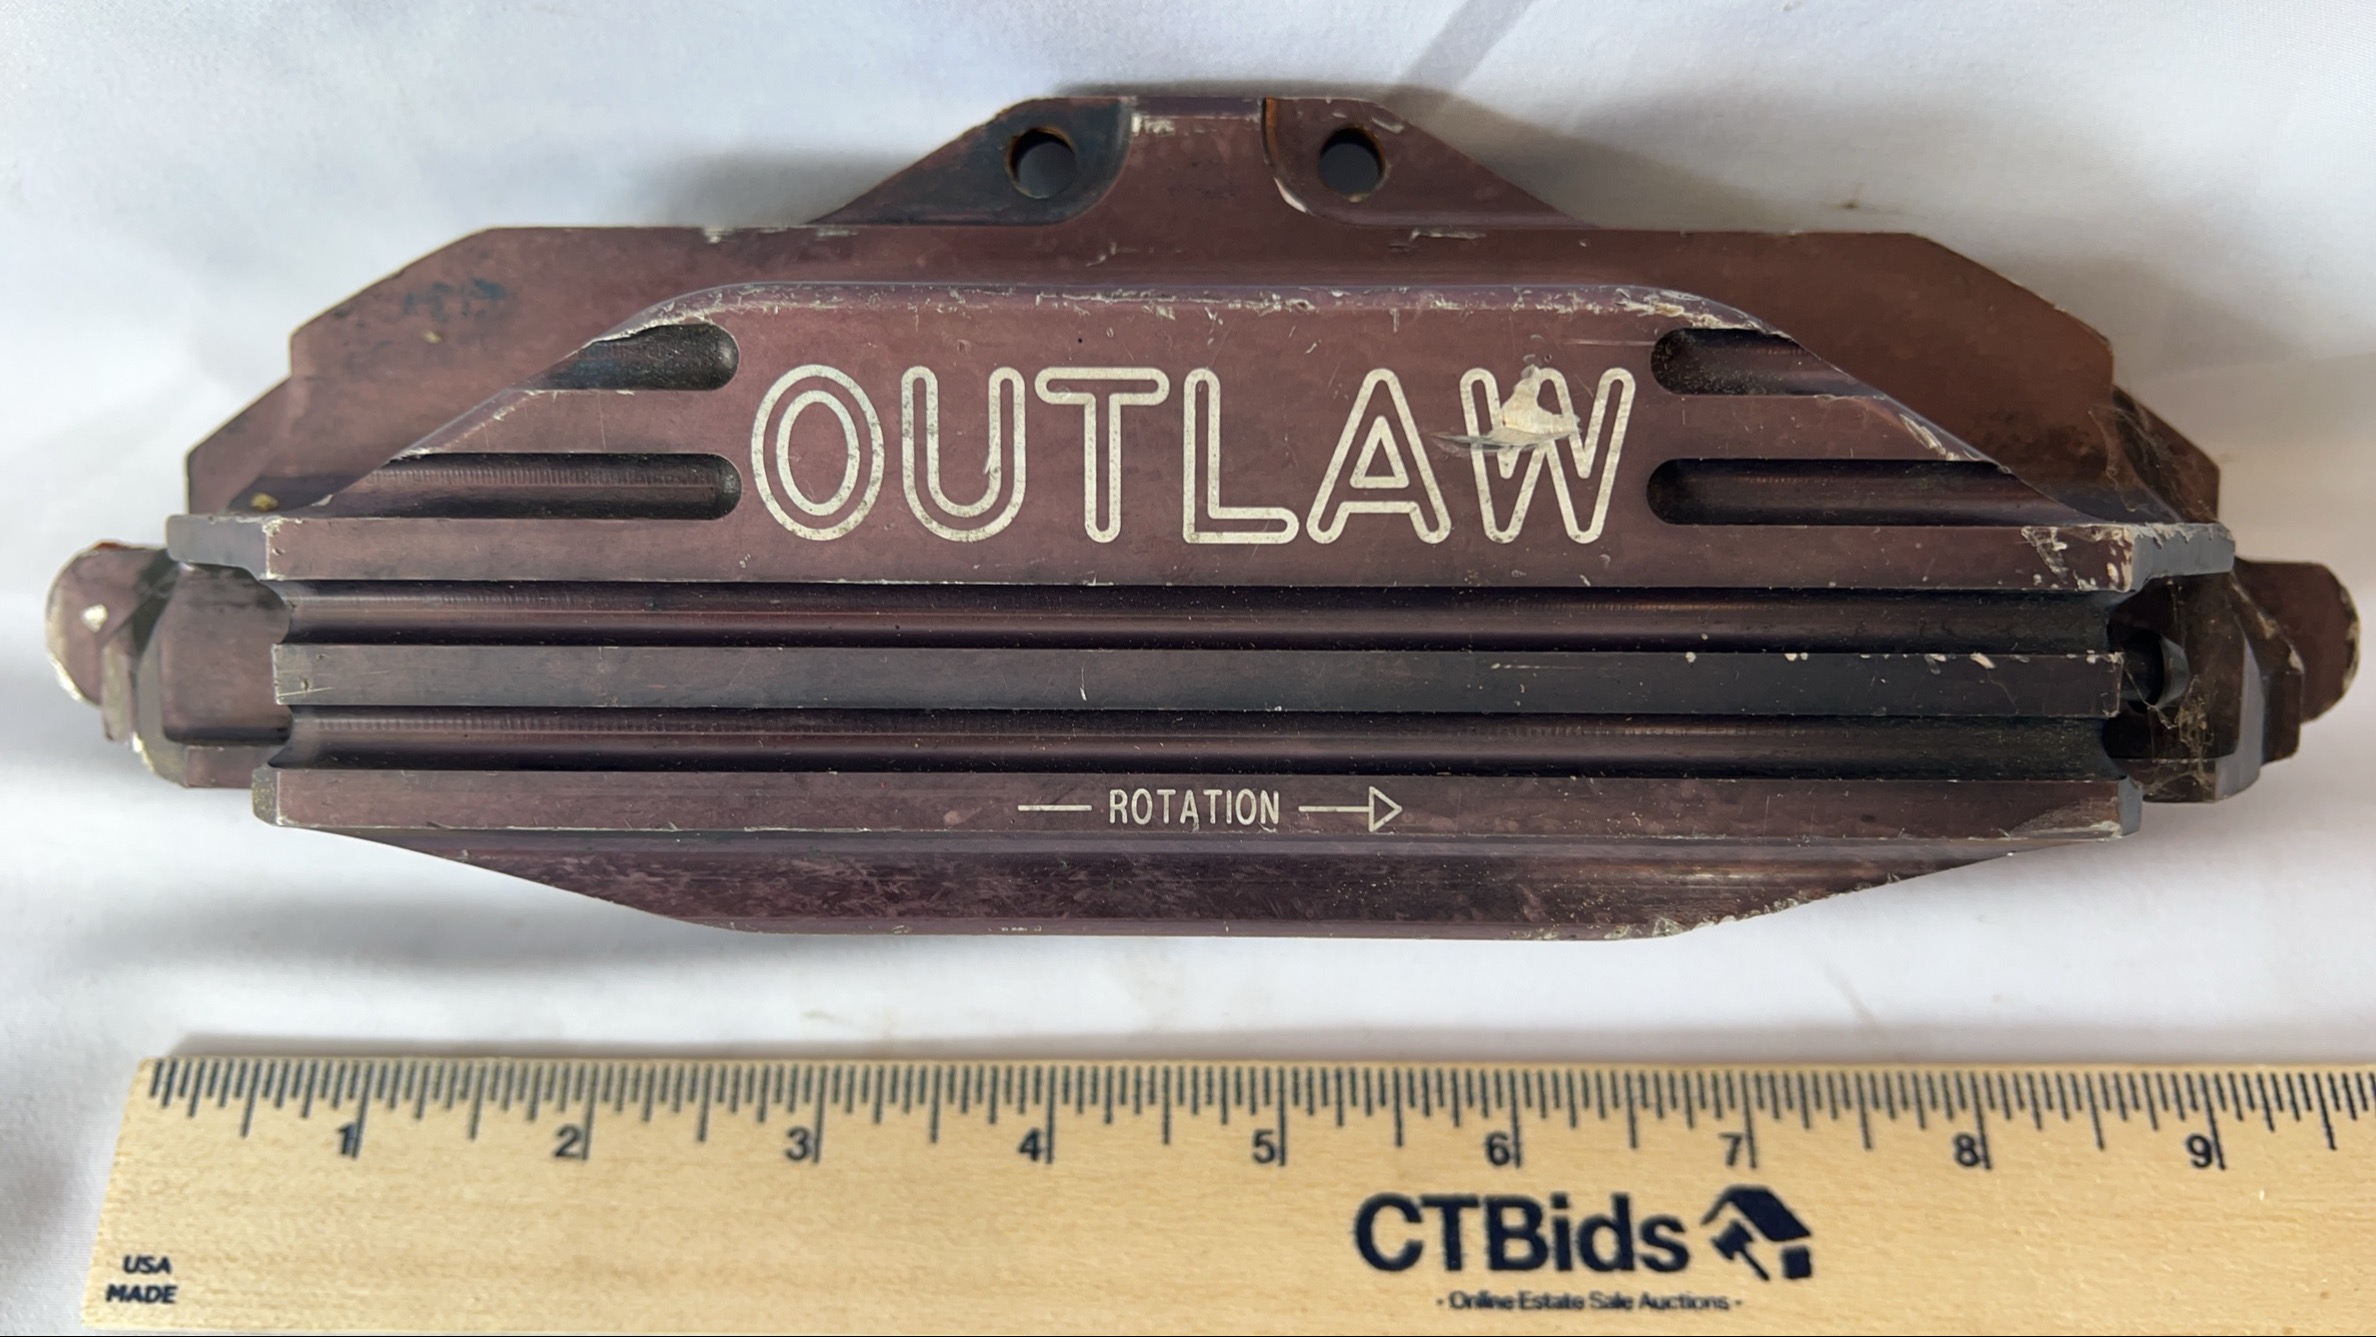 OUTLAW
ROTATION
1 2 3 4 5 6 7 8 9
CTBids
- Online Estate Sale Auctions -
USA
MADE